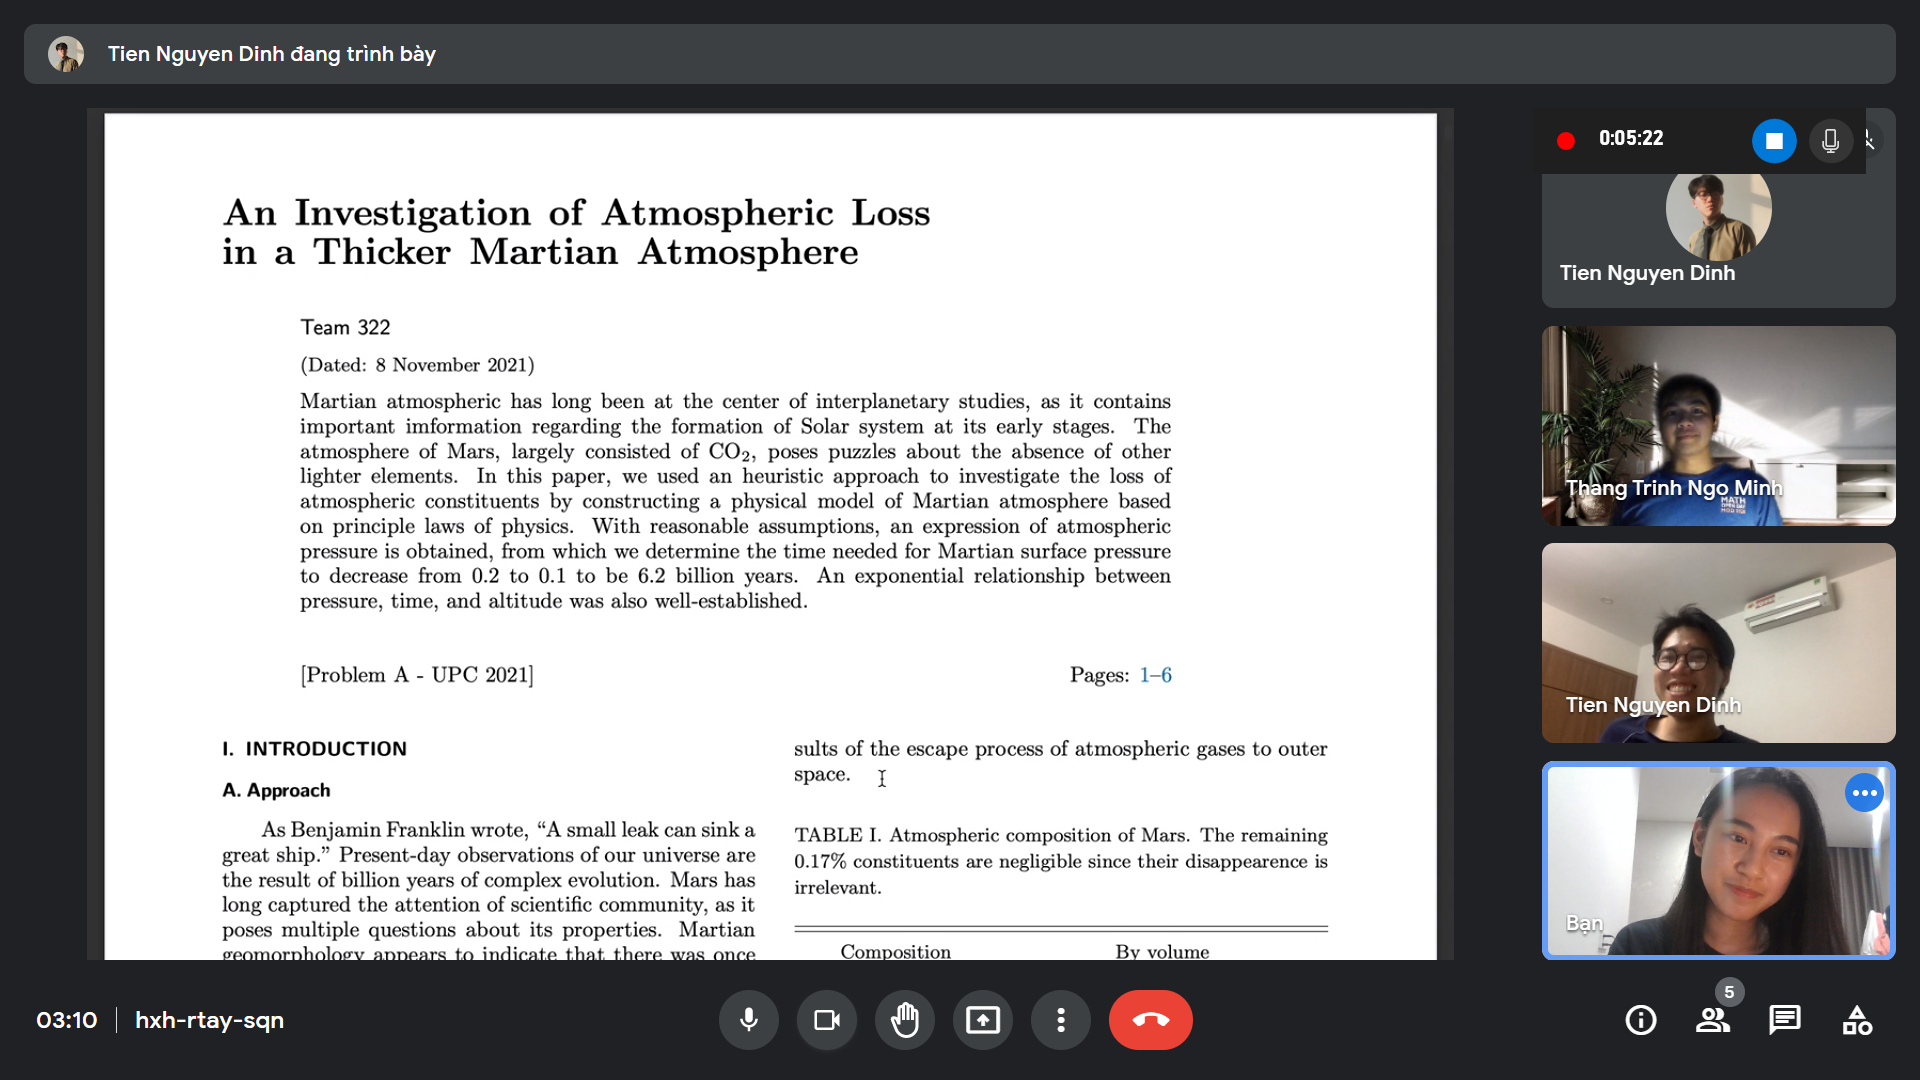 Tien Nguyen Dinh đang trình bày
0:05:22
An Investigation of Atmospheric Loss
in a Thicker Martian Atmosphere
Team 322
(Dated: 8 November 2021)
Martian atmospheric has long been at the center of interplanetary studies, as it contains
important imformation regarding the formation of Solar system at its early stages. The
atmosphere of Mars, largely consisted of CO₂, poses puzzles about the absence of other
lighter elements. In this paper, we used an heuristic approach to investigate the loss of
atmospheric constituents by constructing a physical model of Martian atmosphere based
on principle laws of physics. With reasonable assumptions, an expression of atmospheric
pressure is obtained, from which we determine the time needed for Martian surface pressure
to decrease from 0.2 to 0.1 to be 6.2 billion years. An exponential relationship between
pressure, time, and altitude was also well-established.
[Problem A - UPC 2021]
Pages: 1–6
I. INTRODUCTION
A. Approach
As Benjamin Franklin wrote, “A small leak can sink a
great ship.” Present-day observations of our universe are
the result of billion years of complex evolution. Mars has
long captured the attention of scientific community, as it
poses multiple questions about its properties. Martian
geomorphology appears to indicate that there was once
sults of the escape process of atmospheric gases to outer
space.
TABLE I. Atmospheric composition of Mars. The remaining
0.17% constituents are negligible since their disappearence is
irrelevant.
Composition By volume
Tien Nguyen Dinh
Thang Trinh Ngo Minh
MATH
OPEN DAY
Tien Nguyen Dinh
Bạn
03:10
hxh-rtay-sqn
5